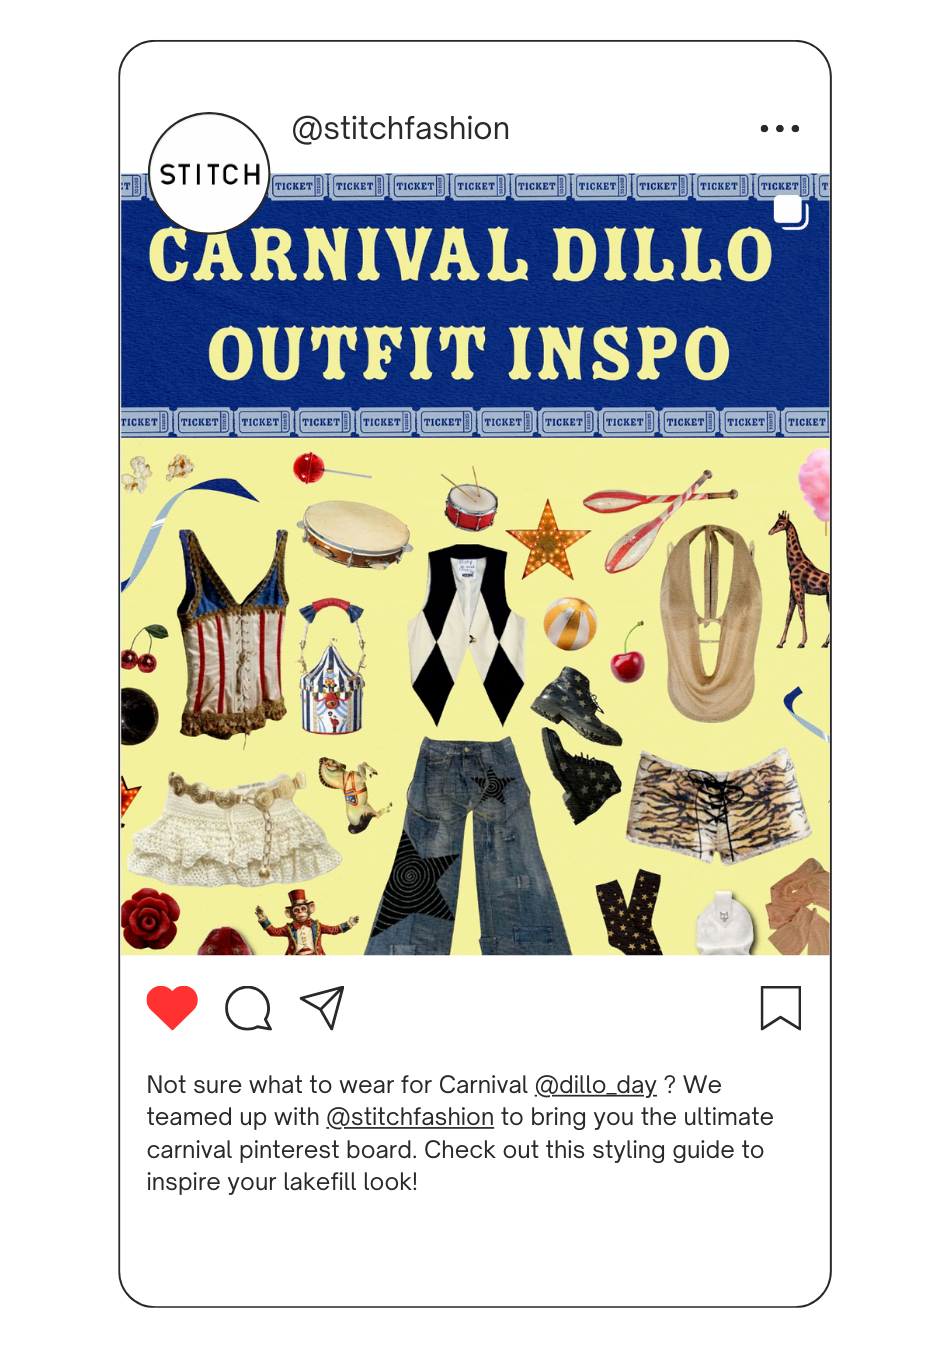 @stitchfashion
STITCH
TICKET TICKET TICKET TICKET TICKET TICKET TICKET TICKET TICKET
CARNIVAL DILLO
OUTFIT INSPO
TICKET TICKET TICKET TICKET TICKET TICKET TICKET TICKET TICKET TICKET TICKET TICKET
Not sure what to wear for Carnival @dillo_day ? We
teamed up with @stitchfashion to bring you the ultimate
carnival pinterest board. Check out this styling guide to
inspire your lakefill look!